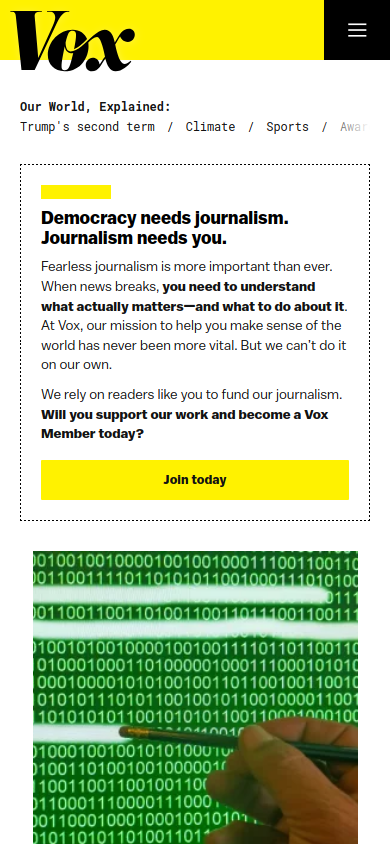 Vox
Our World, Explained:
Trump's second term / Climate / Sports /
Democracy needs journalism.
Journalism needs you.
Fearless journalism is more important than ever.
When news breaks, you need to understand
what actually matters—and what to do about it.
At Vox, our mission to help you make sense of the
world has never been more vital. But we can't do it
on our own.
We rely on readers like you to fund our journalism.
Will you support our work and become a Vox
Member today?
Join today